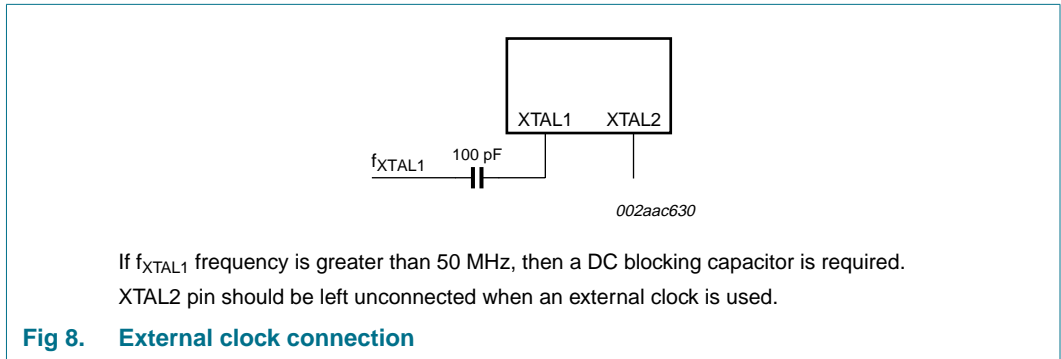 XTAL1 XTAL2
100 pF
fXTAL1
002aac630
If fXTAL1 frequency is greater than 50 MHz, then a DC blocking capacitor is required.
XTAL2 pin should be left unconnected when an external clock is used.
Fig 8. External clock connection